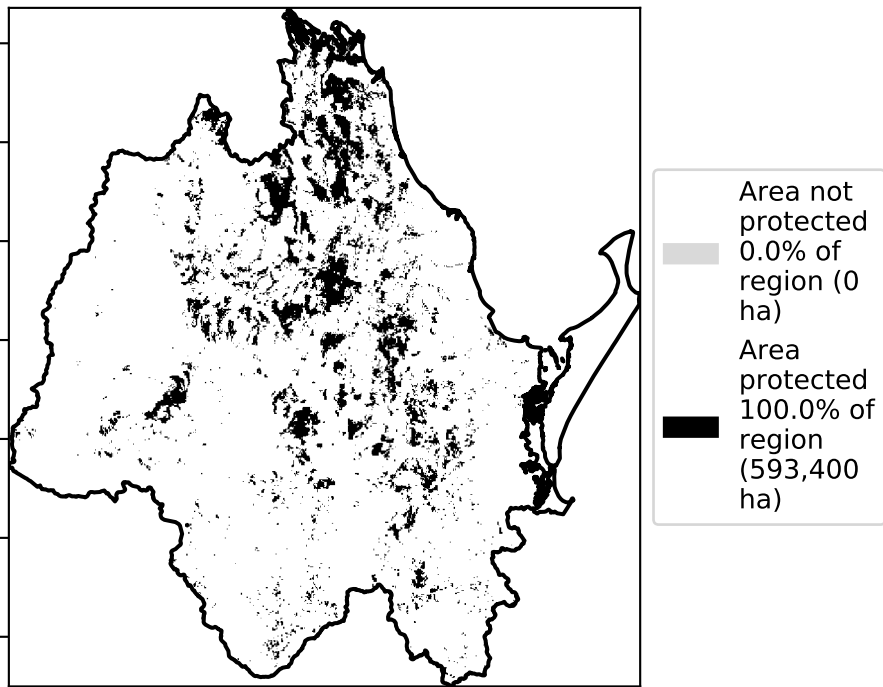 Area not
protected
0.0% of
region (0
ha)
Area
protected
100.0% of
region
(593,400
ha)